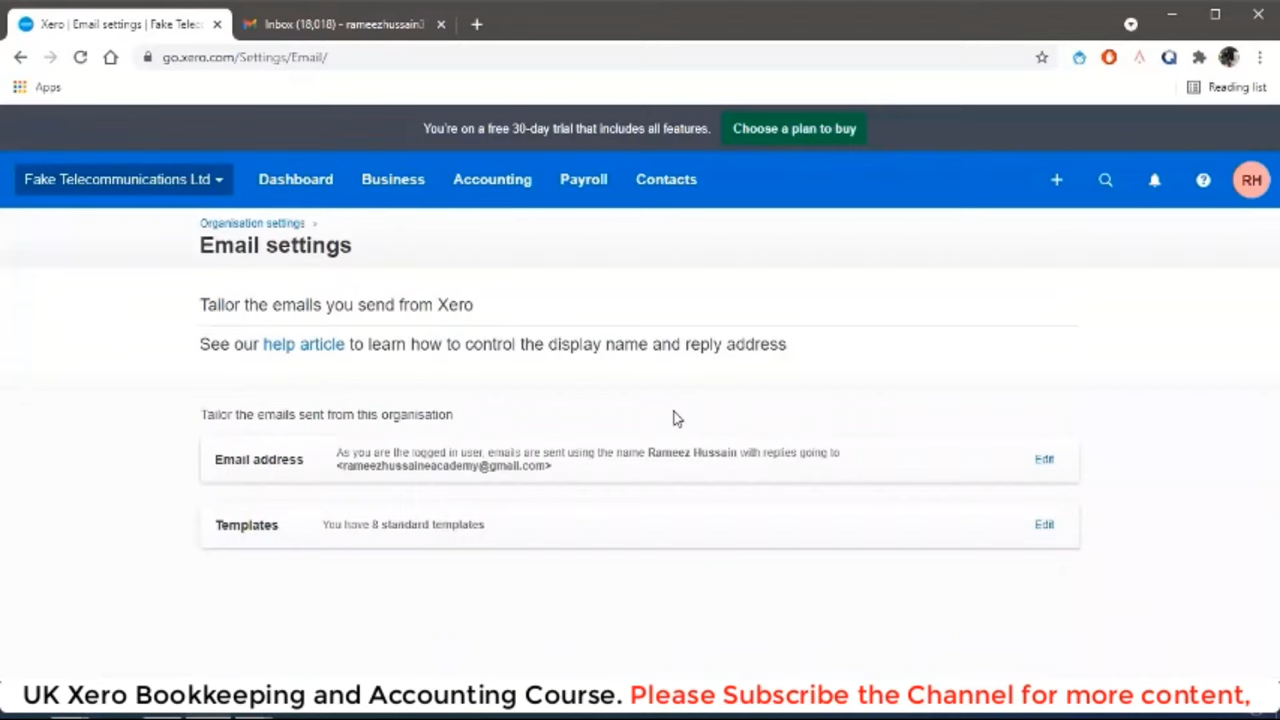 Xero | Email settings | Fake Telec
Inbox (18,018) - rameezhussain3
go.xero.com/Settings/Email/
Apps
Reading list
You're on a free 30-day trial that includes all features.
Choose a plan to buy
Fake Telecommunications Ltd
Dashboard
Business
Accounting
Payroll
Contacts
RH
Organisation settings ›
Email settings
Tailor the emails you send from Xero
See our help article to learn how to control the display name and reply address
Tailor the emails sent from this organisation
Email address
As you are the logged in user, emails are sent using the name Rameez Hussain with replies going to
<rameezhussaineacademy@gmail.com>
Edit
Templates
You have 8 standard templates
Edit
UK Xero Bookkeeping and Accounting Course. Please Subscribe the Channel for more content,